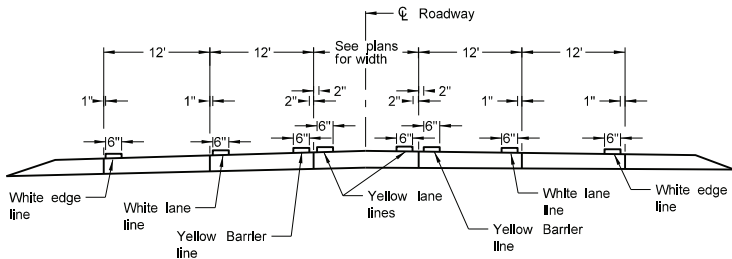 ℄ Roadway
12'
12'
See plans
for width
12'
12'
1"
1"
2"
2"
2"
2"
1"
1"
6"
6"
6"
6"
6"
6"
6"
6"
White edge
line
White lane
line
Yellow Barrier
line
Yellow lane
lines
Yellow Barrier
line
White lane
line
White edge
line